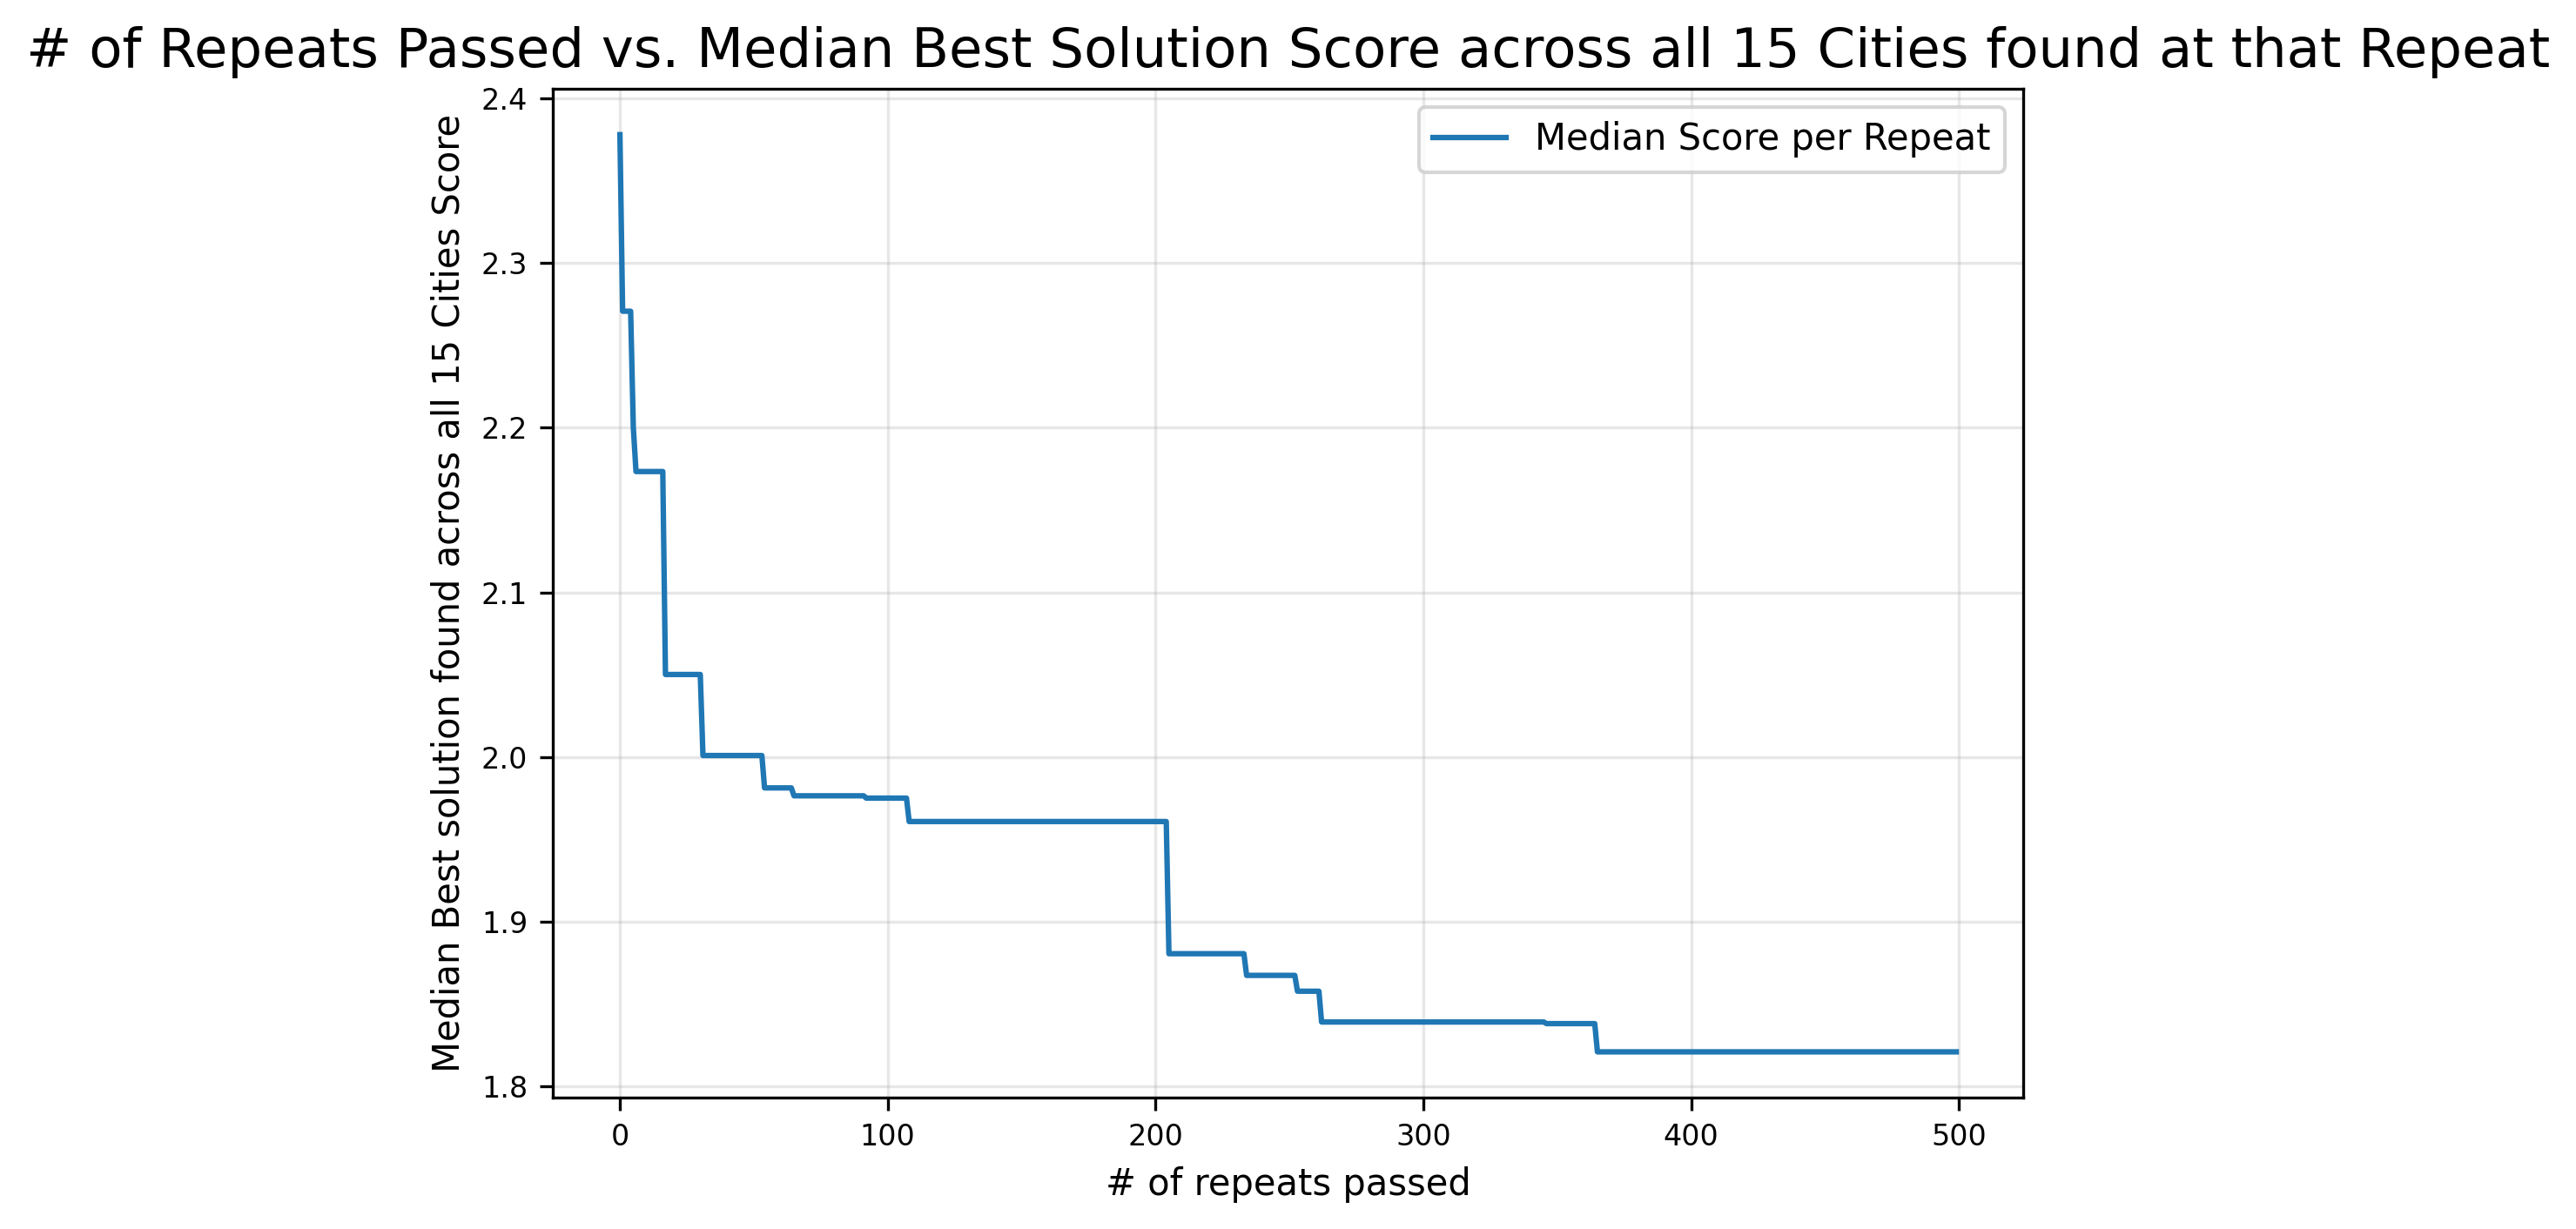 # of Repeats Passed vs. Median Best Solution Score across all 15 Cities found at that Repeat
Median Best solution found across all 15 Cities Score
2.4
2.3
2.2
2.1
2.0
1.9
1.8
Median Score per Repeat
0 100 200 300 400 500
# of repeats passed